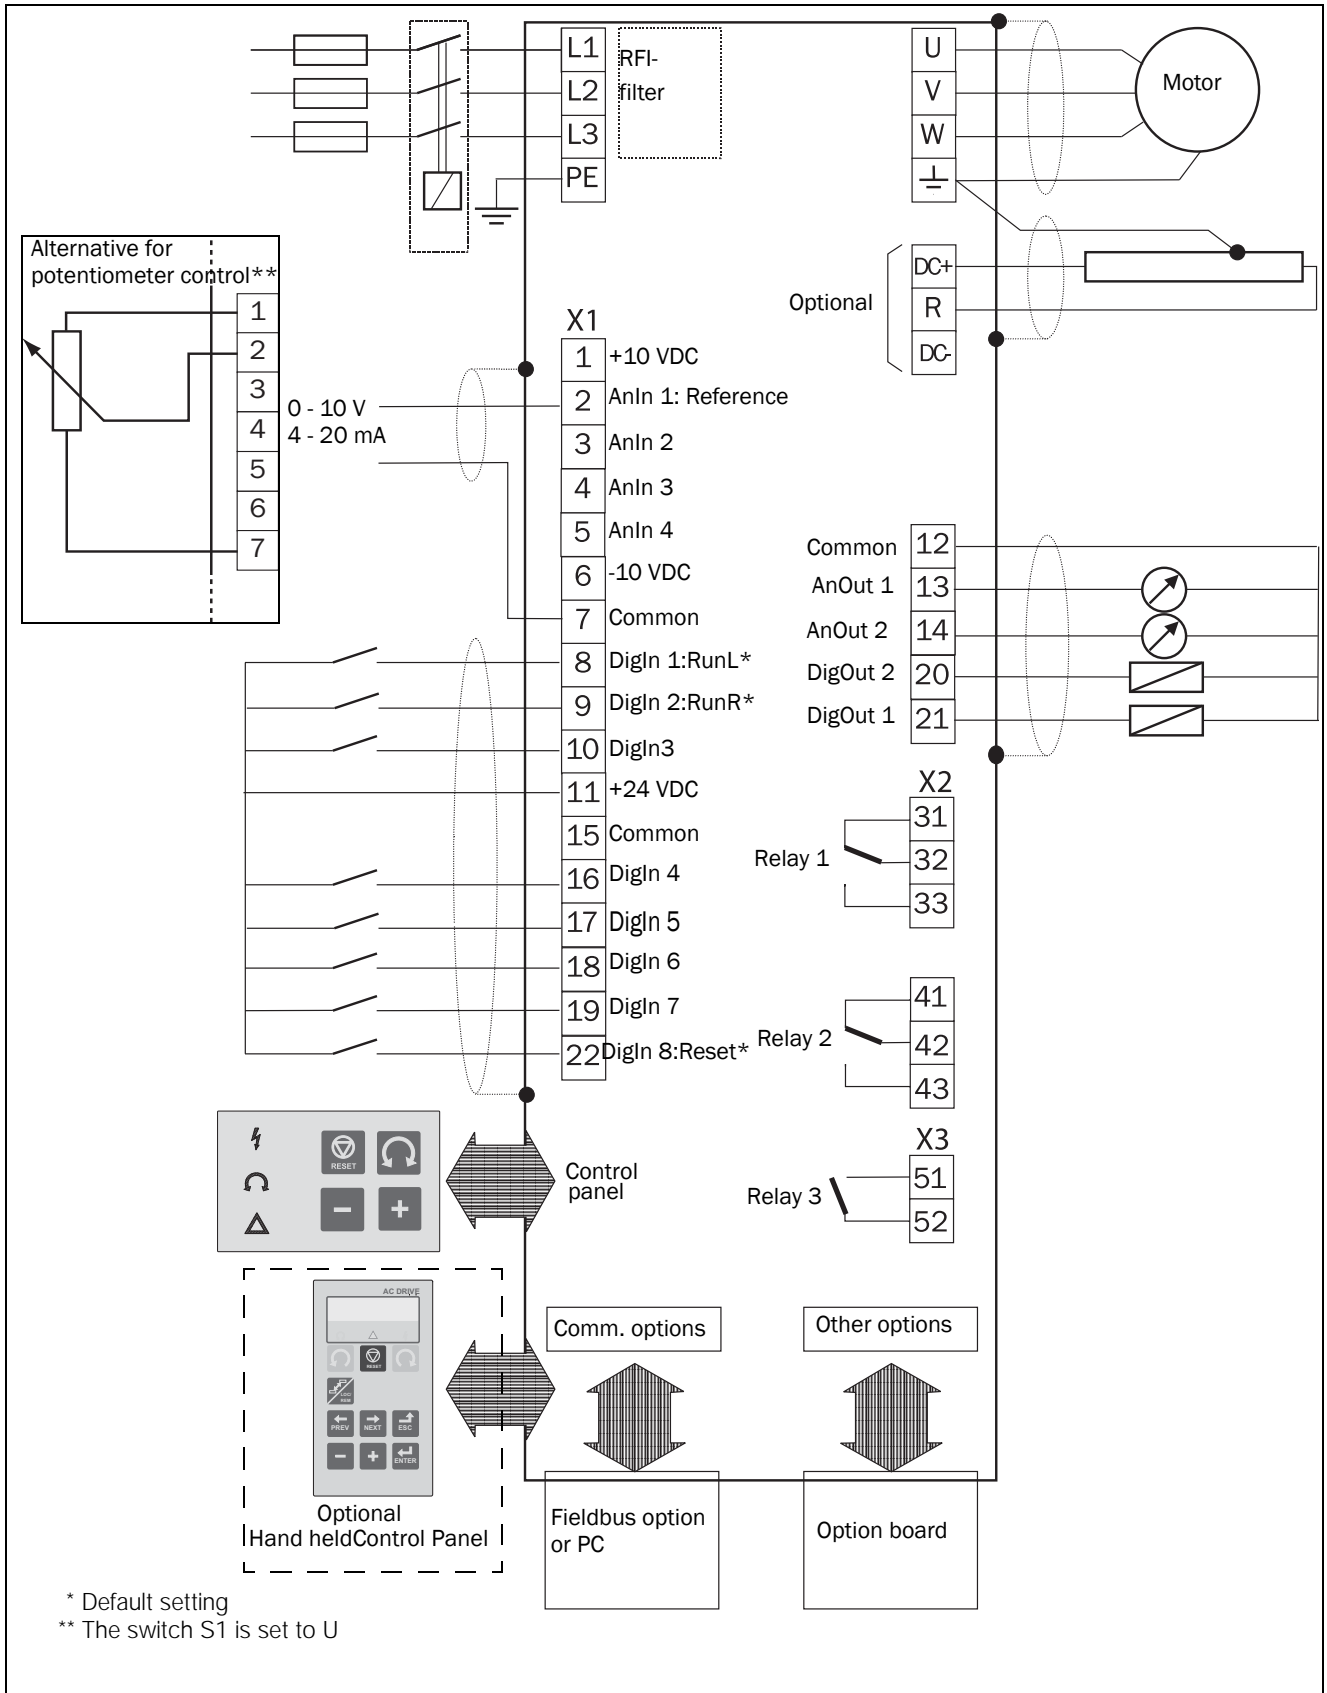 L1
L2
L3
PE
RFI-
filter
U
V
W
Motor
Alternative for
potentiometer control**
1
2
3
4
5
6
7
0 - 10 V
4 - 20 mA
Optional
DC+
R
DC-
X1
1 +10 VDC
2 AnIn 1: Reference
3 AnIn 2
4 AnIn 3
5 AnIn 4
6 -10 VDC
7 Common
8 DigIn 1:RunL*
9 DigIn 2:RunR*
10 DigIn3
11 +24 VDC
15 Common
16 DigIn 4
17 DigIn 5
18 DigIn 6
19 DigIn 7
22 DigIn 8:Reset*
Common 12
AnOut 1 13
AnOut 2 14
DigOut 2 20
DigOut 1 21
X2
31
Relay 1 32
33
41
Relay 2 42
43
X3
51
Relay 3
52
RESET
- +
Control
panel
AC DRIVE
RESET
LOC/
REM
PREV NEXT ESC
- + ENTER
Optional
Hand heldControl Panel
Comm. options
Other options
Fieldbus option
or PC
Option board
* Default setting
** The switch S1 is set to U